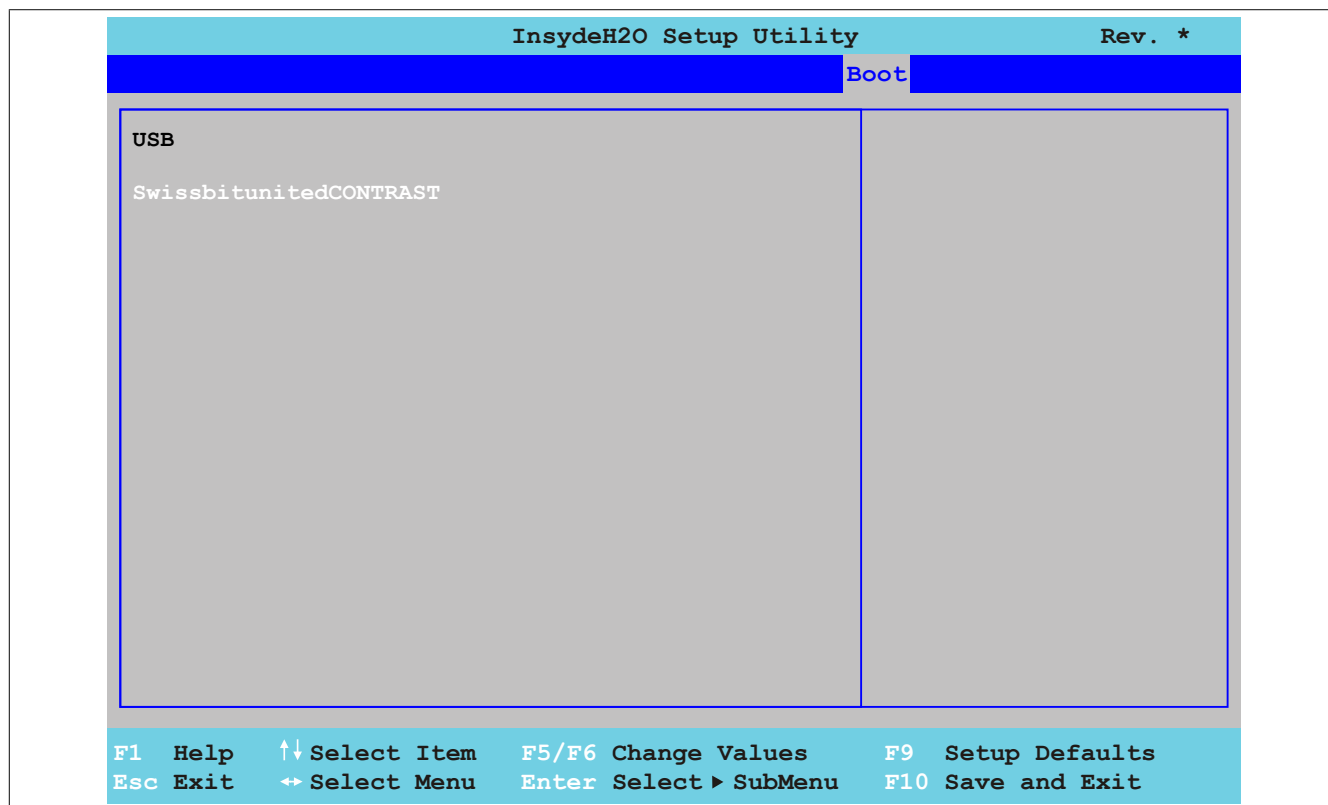 InsydeH2O Setup Utility Rev. *
Boot
USB
SwissbitunitedCONTRAST
F1 Help ↑↓ Select Item F5/F6 Change Values F9 Setup Defaults
Esc Exit ↔ Select Menu Enter Select ▶ SubMenu F10 Save and Exit